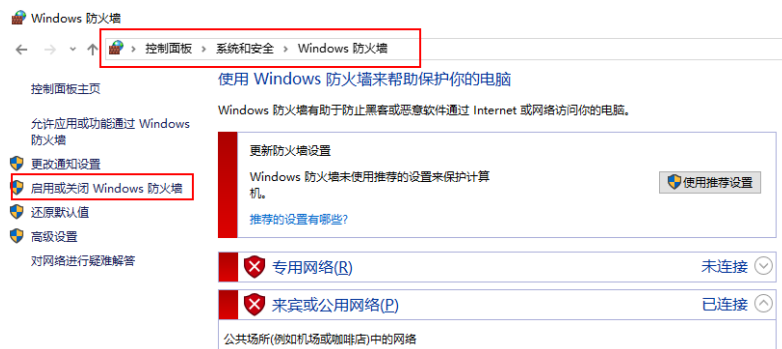 Windows 防火墙
控制面板 › 系统和安全 › Windows 防火墙
控制面板主页
允许应用或功能通过 Windows
防火墙
更改通知设置
启用或关闭 Windows 防火墙
还原默认值
高级设置
对网络进行疑难解答
使用 Windows 防火墙来帮助保护你的电脑
Windows 防火墙有助于防止黑客或恶意软件通过 Internet 或网络访问你的电脑。
更新防火墙设置
Windows 防火墙未使用推荐的设置来保护计算
机。
使用推荐设置
推荐的设置有哪些?
专用网络(R) 未连接
来宾或公用网络(P) 已连接
公共场所(例如机场或咖啡店)中的网络